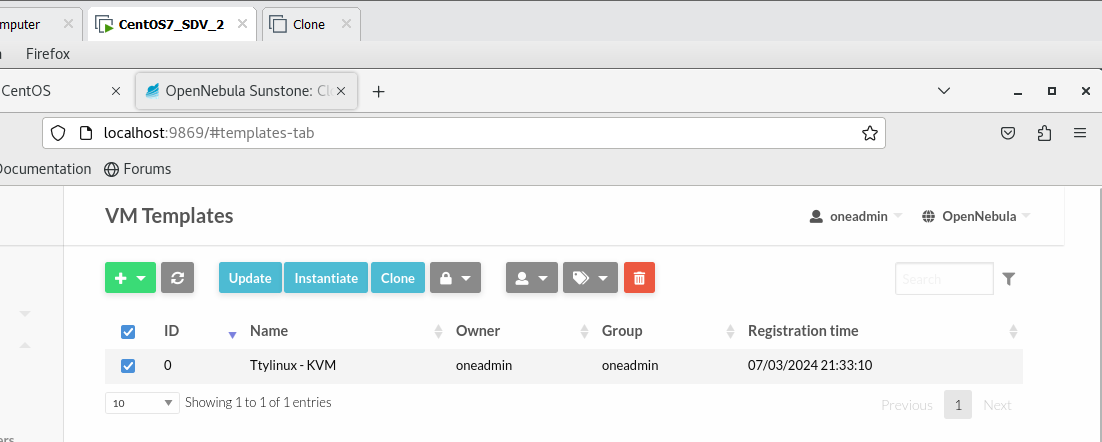 mputer CentOS7_SDV_2 Clone
Firefox
CentOS OpenNebula Sunstone: Clo
localhost:9869/#templates-tab
Documentation Forums
VM Templates oneadmin OpenNebula
Update Instantiate Clone Search
ID Name Owner Group Registration time
0 Ttylinux - KVM oneadmin oneadmin 07/03/2024 21:33:10
10 Showing 1 to 1 of 1 entries Previous 1 Next